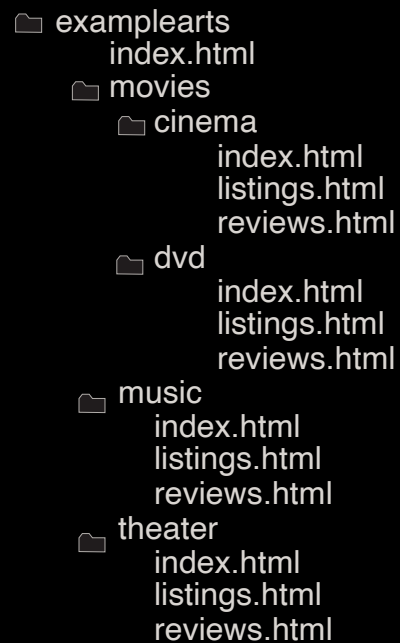 examplearts
index.html
movies
cinema
index.html
listings.html
reviews.html
dvd
index.html
listings.html
reviews.html
music
index.html
listings.html
reviews.html
theater
index.html
listings.html
reviews.html